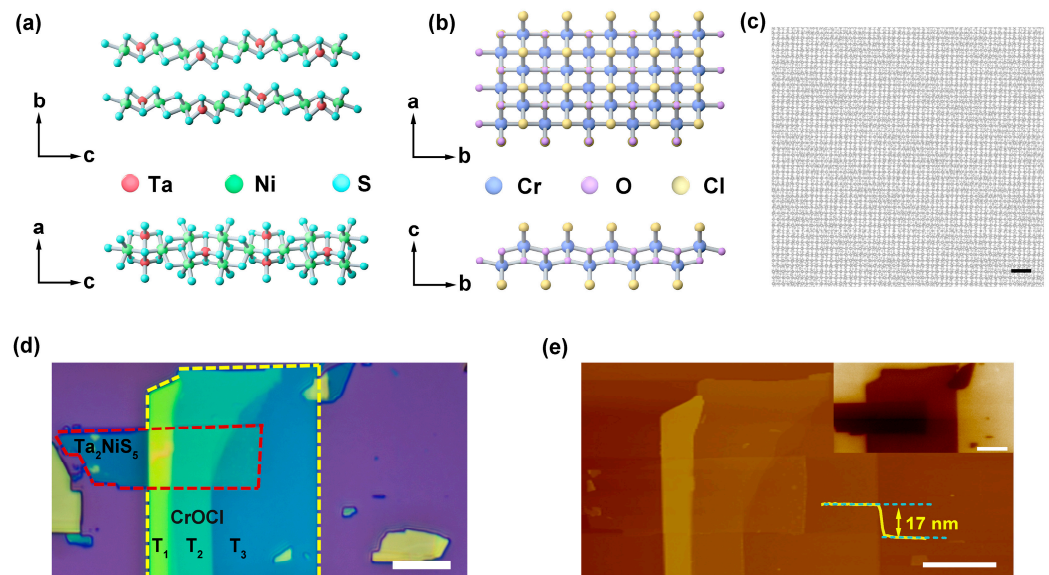 (a)
b
c
Ta Ni S
a
c
(b)
a
b
Cr O Cl
c
b
(c)
(d)
Ta2NiS5
CrOCl
T1 T2 T3
(e)
17 nm